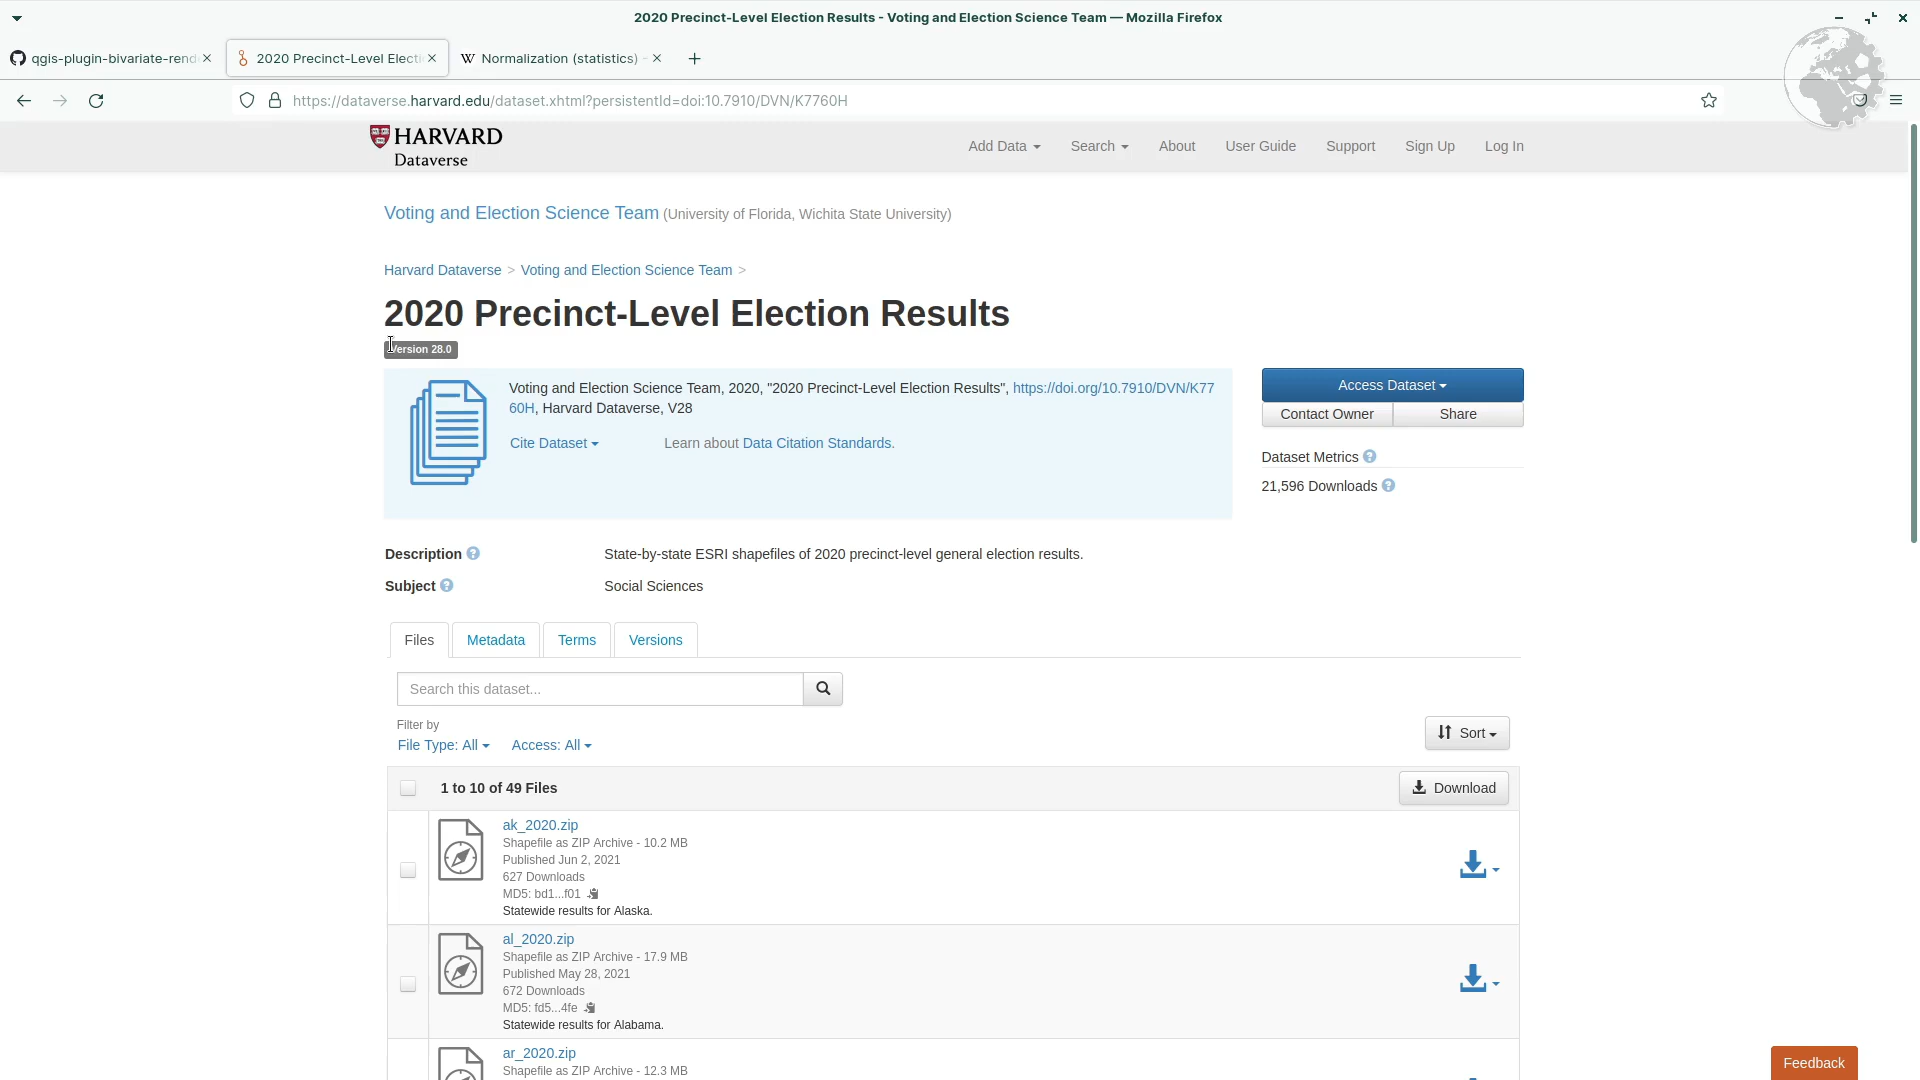 2020 Precinct-Level Election Results - Voting and Election Science Team — Mozilla Firefox
qgis-plugin-bivariate-rend
2020 Precinct-Level Electi
Normalization (statistics) -
https://dataverse.harvard.edu/dataset.xhtml?persistentId=doi:10.7910/DVN/K7760H
HARVARD
Dataverse
Add Data
Search
About
User Guide
Support
Sign Up
Log In
Voting and Election Science Team (University of Florida, Wichita State University)
Harvard Dataverse > Voting and Election Science Team >
2020 Precinct-Level Election Results
Version 28.0
Voting and Election Science Team, 2020, "2020 Precinct-Level Election Results", https://doi.org/10.7910/DVN/K77
60H, Harvard Dataverse, V28
Cite Dataset
Learn about Data Citation Standards.
Access Dataset
Contact Owner
Share
Dataset Metrics ?
21,596 Downloads ?
Description ?
State-by-state ESRI shapefiles of 2020 precinct-level general election results.
Subject ?
Social Sciences
Files
Metadata
Terms
Versions
Search this dataset...
Filter by
File Type: All
Access: All
Sort
1 to 10 of 49 Files
Download
ak_2020.zip
Shapefile as ZIP Archive - 10.2 MB
Published Jun 2, 2021
627 Downloads
MD5: bd1...f01
Statewide results for Alaska.
al_2020.zip
Shapefile as ZIP Archive - 17.9 MB
Published May 28, 2021
672 Downloads
MD5: fd5...4fe
Statewide results for Alabama.
ar_2020.zip
Shapefile as ZIP Archive - 12.3 MB
Feedback